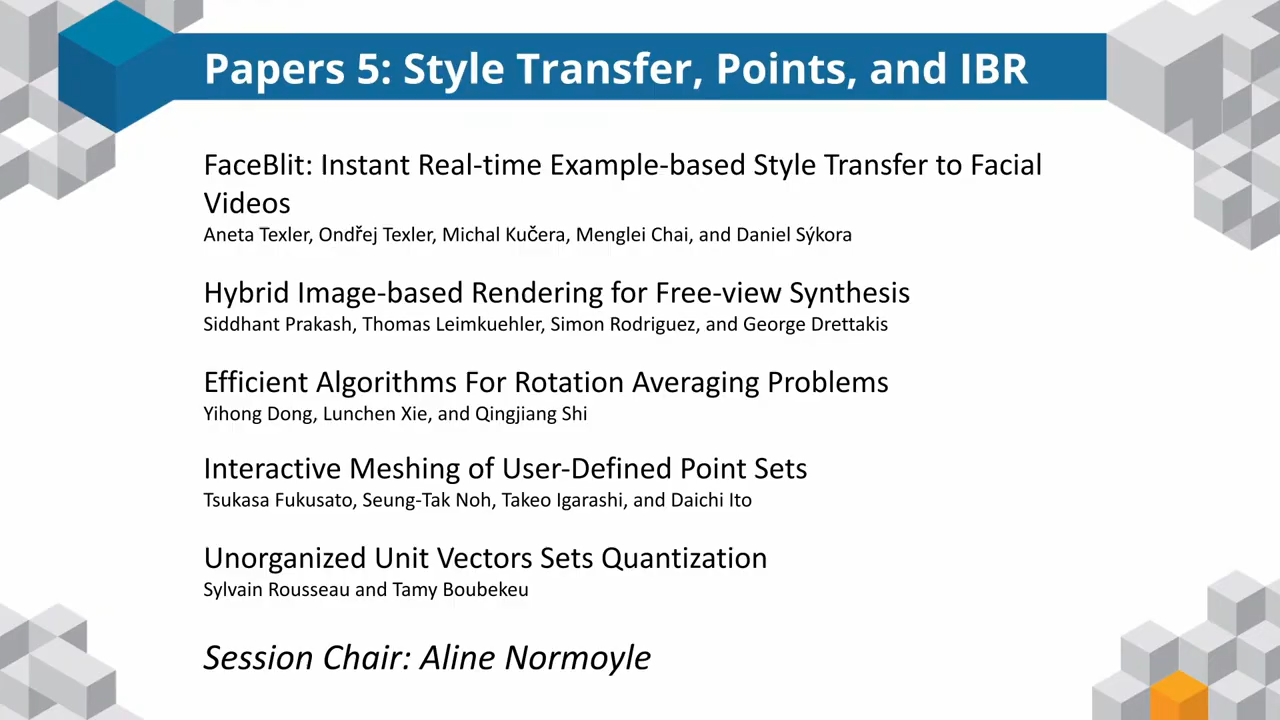 Papers 5: Style Transfer, Points, and IBR
FaceBlit: Instant Real-time Example-based Style Transfer to Facial
Videos
Aneta Texler, Ondřej Texler, Michal Kučera, Menglei Chai, and Daniel Sýkora
Hybrid Image-based Rendering for Free-view Synthesis
Siddhant Prakash, Thomas Leimkuehler, Simon Rodriguez, and George Drettakis
Efficient Algorithms For Rotation Averaging Problems
Yihong Dong, Lunchen Xie, and Qingjiang Shi
Interactive Meshing of User-Defined Point Sets
Tsukasa Fukusato, Seung-Tak Noh, Takeo Igarashi, and Daichi Ito
Unorganized Unit Vectors Sets Quantization
Sylvain Rousseau and Tamy Boubekeu
Session Chair: Aline Normoyle